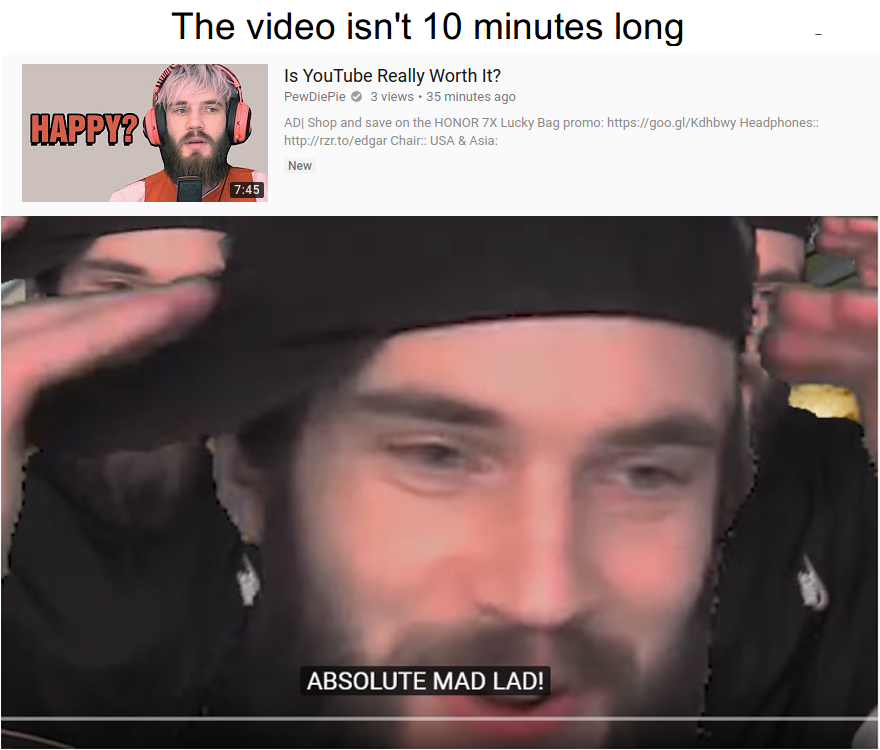 The video isn't 10 minutes long
Is YouTube Really Worth It?
PewDiePie 3 views • 35 minutes ago
HAPPY?
AD| Shop and save on the HONOR 7X Lucky Bag promo: https://goo.gl/Kdhbwy Headphones::
http://rzr.to/edgar Chair:: USA & Asia:
New
7:45
ABSOLUTE MAD LAD!